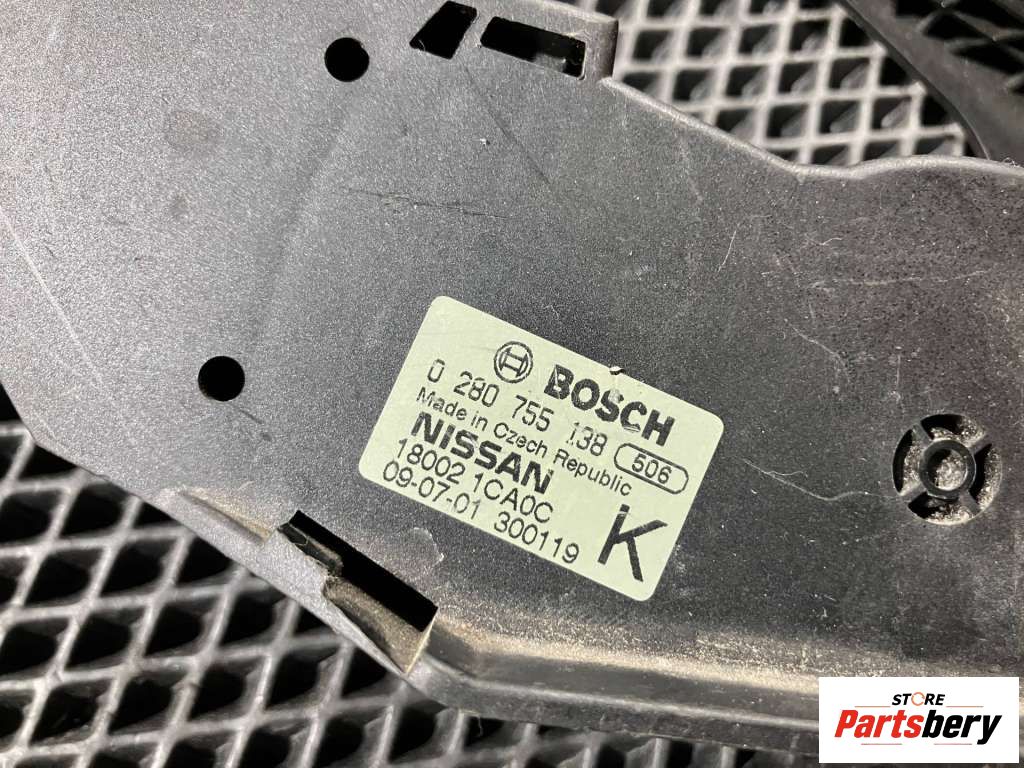 BOSCH
0 280 755 138 506
Made in Czech Republic
NISSAN
18002 1CA0C
09-07-01 300119
K
STORE
Partsbery